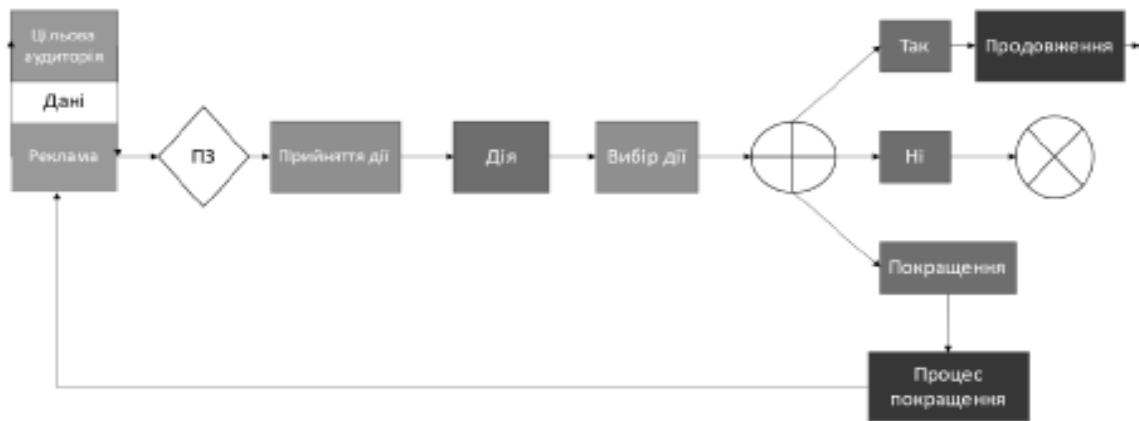 Цільова
аудиторія
Дані
Реклама
ПЗ
Прийняття дії
Дія
Вибір дії
Так
Продовження
Ні
Покращення
Процес
покращення